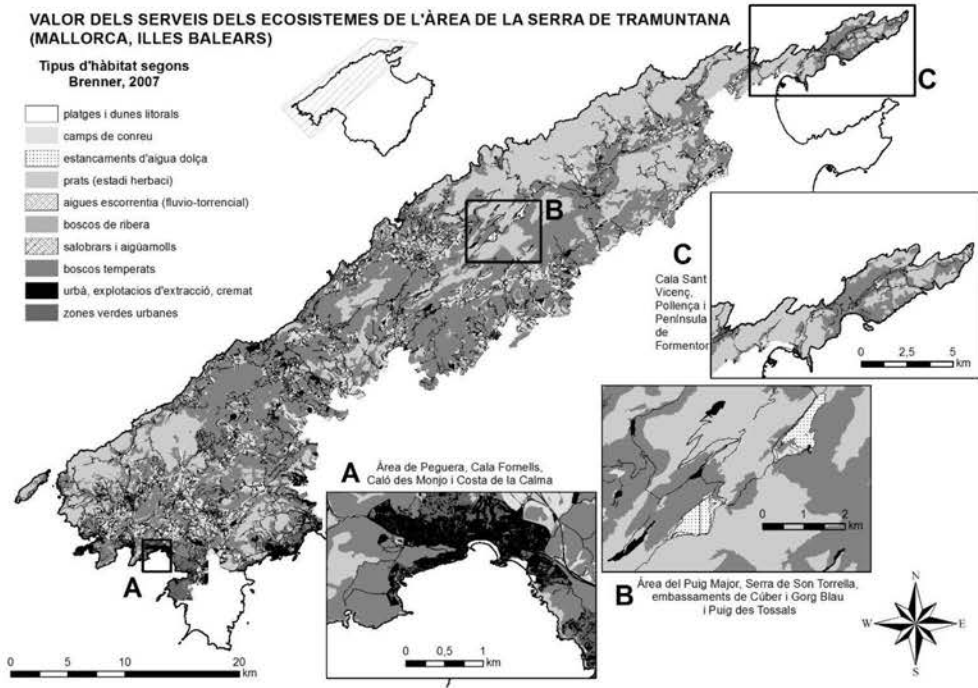 VALOR DELS SERVEIS DELS ECOSISTEMES DE L'ÀREA DE LA SERRA DE TRAMUNTANA
(MALLORCA, ILLES BALEARS)
Tipus d'hàbitat segons
Brenner, 2007
platges i dunes litorals
camps de conreu
estancaments d'aigua dolça
prats (estadi herbaci)
aigues escorrentia (fluvio-torrencial)
boscos de ribera
salobrars i aigüamolls
boscos temperats
urbà, explotacios d'extracció, cremat
zones verdes urbanes
C
B
C
Cala Sant
Vicenç,
Pollença i
Península
de
Formentor
0 2,5 5
km
A
Àrea de Peguera, Cala Fornells,
Caló des Monjo i Costa de la Calma
0 1 2
km
A
B
Àrea del Puig Major, Serra de Son Torrella,
embassaments de Cúber i Gorg Blau
i Puig des Tossals
0 0,5 1
km
0 5 10 20
km
N
W E
S